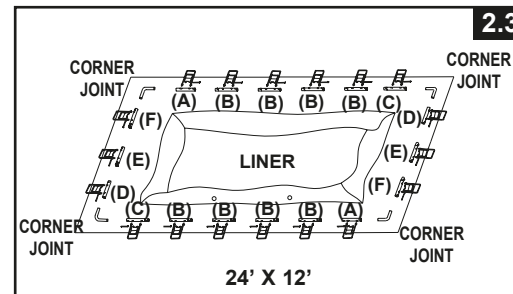 2.3
CORNER
JOINT
CORNER
JOINT
(A) (B) (B) (B) (B) (C)
(F) (D)
(E) (E)
LINER
(D) (F)
(C) (B) (B) (B) (B) (A)
CORNER
JOINT
CORNER
JOINT
24' X 12'